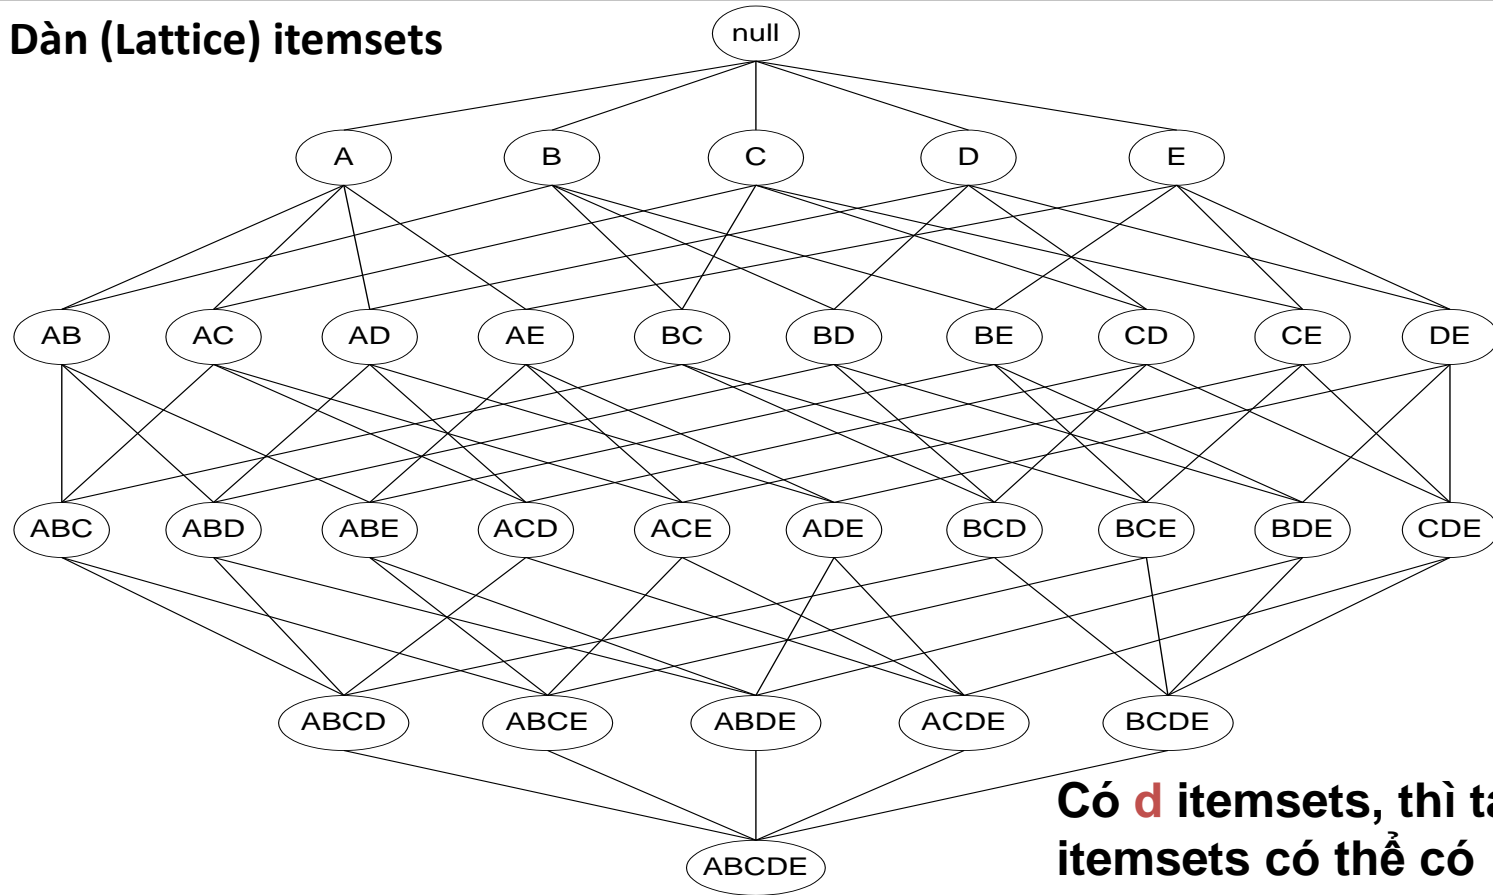 Dàn (Lattice) itemsets
null
A B C D E
AB AC AD AE BC BD BE CD CE DE
ABC ABD ABE ACD ACE ADE BCD BCE BDE CDE
ABCD ABCE ABDE ACDE BCDE
Có d itemsets, thì
itemsets có thể có
ABCDE